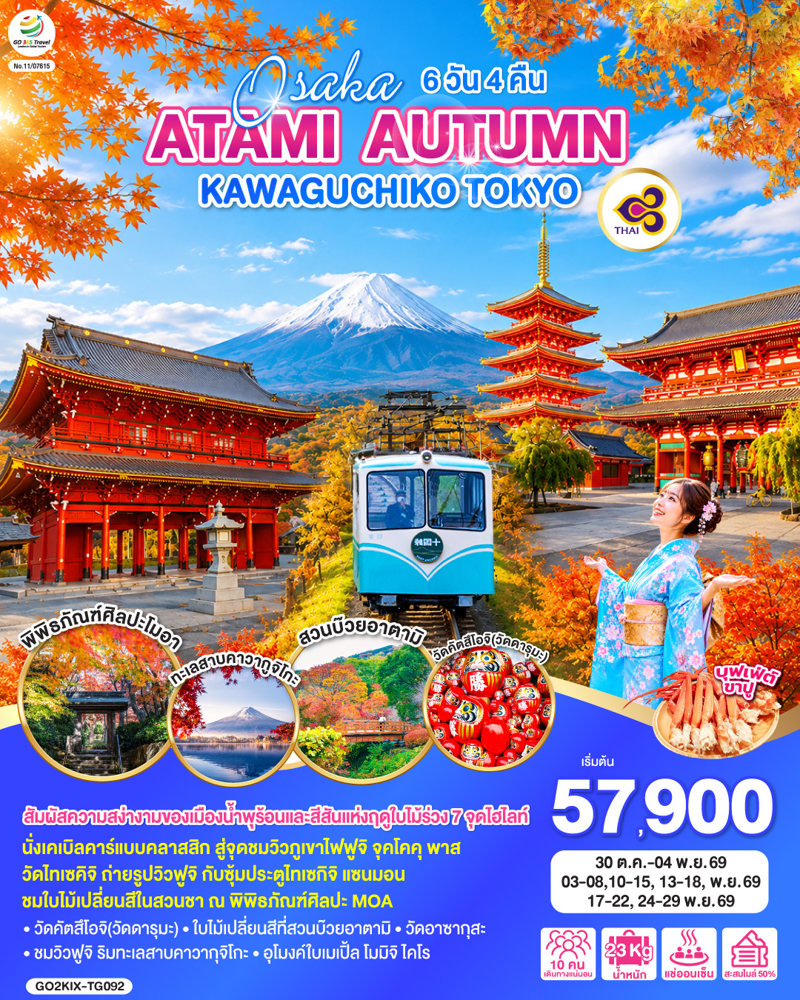 GO 365 Travel
Leaders in Global Tourism
No.11/07615
Osaka 6 วัน 4 คืน
ATAMI AUTUMN
KAWAGUCHIKO TOKYO
THAI
พิพิธภัณฑ์ศิลปะโมอา
ทะเลสาบคาวากูจิโกะ
สวนบ๊วยอาตามิ
วัดคัตสึโอจิ(วัดดารุมะ)
บุฟเฟ่ต์
ขาปู
เริ่มต้น
57,900
สัมผัสความสง่างามของเมืองน้ำพุร้อนและสีสันแห่งฤดูใบไม้ร่วง 7 จุดไฮไลท์
นั่งเคเบิลคาร์แบบคลาสสิก สู่จุดชมวิวภูเขาไฟฟูจิ จุคโคคุ พาส
วัดไทเซคิจิ ถ่ายรูปวิวฟูจิ กับซุ้มประตูไทเซกิจิ แซนมอน
ชมใบไม้เปลี่ยนสีในสวนชา ณ พิพิธภัณฑ์ศิลปะ MOA
• วัดคัตสึโอจิ(วัดดารุมะ) • ใบไม้เปลี่ยนสีที่สวนบ๊วยอาตามิ • วัดอาซากุสะ
• ชมวิวฟูจิ ริมทะเลสาบคาวากุจิโกะ • อุโมงค์ใบเมเปิ้ล โมมิจิ ไคโร
30 ต.ค.-04 พ.ย. 69
03-08,10-15, 13-18, พ.ย. 69
17-22, 24-29 พ.ย. 69
10 คน
เดินทางแน่นอน
23 Kg
น้ำหนัก
แช่ออนเซ็น
สะสมไมล์ 50%
GO2KIX-TG092